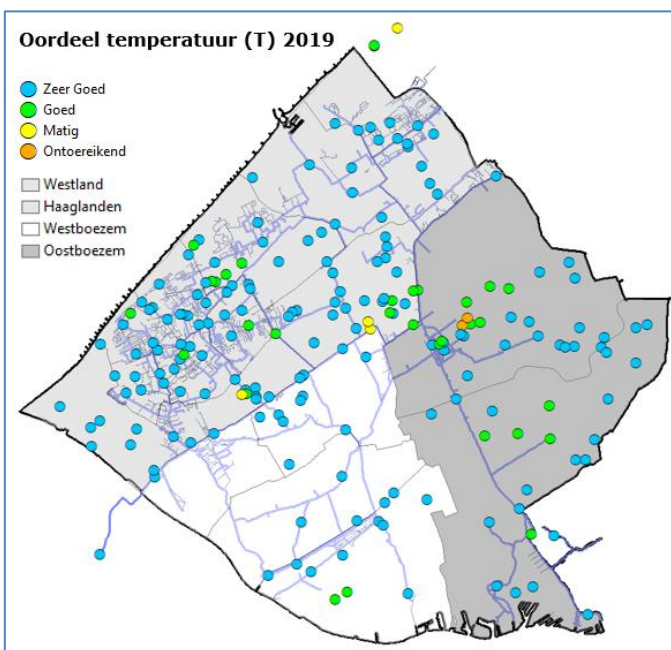 Oordeel temperatuur (T) 2019
Zeer Goed
Goed
Matig
Ontoereikend
Westland
Haaglanden
Westboezem
Oostboezem